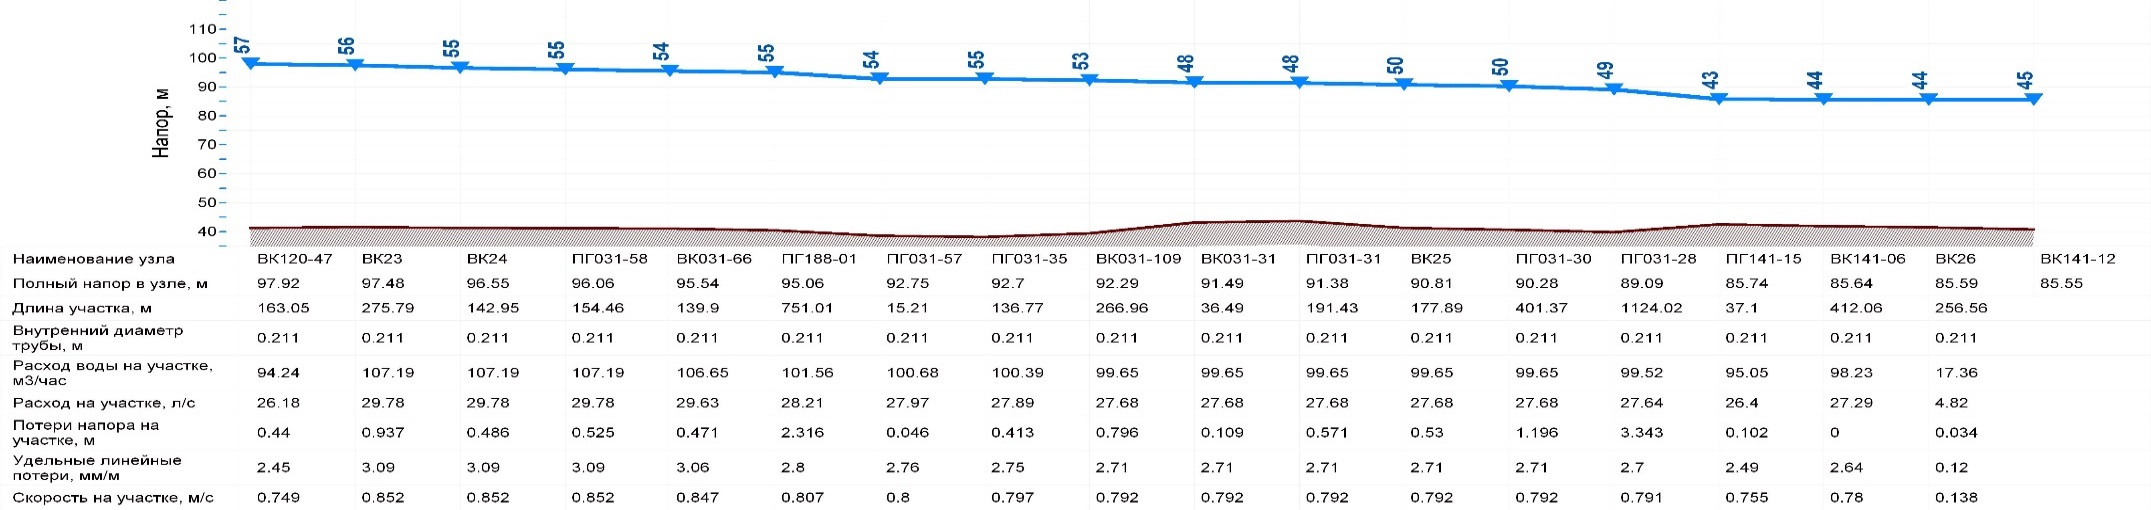 110
100
90
80
70
60
50
40
Напор, м
57 56 55 55 54 55 54 55 53 48 48 50 50 49 43 44 44 45
Наименование узла ВК120-47 ВК23 ВК24 ПГ031-58 ВК031-66 ПГ188-01 ПГ031-57 ПГ031-35 ВК031-109 ВК031-31 ПГ031-31 ВК25 ПГ031-30 ПГ031-28 ПГ141-15 ВК141-06 ВК26 ВК141-12
Полный напор в узле, м 97.92 97.48 96.55 96.06 95.54 95.06 92.75 92.7 92.29 91.49 91.38 90.81 90.28 89.09 85.74 85.64 85.59 85.55
Длина участка, м 163.05 275.79 142.95 154.46 139.9 751.01 15.21 136.77 266.96 36.49 191.43 177.89 401.37 1124.02 37.1 412.06 256.56
Внутренний диаметр
трубы, м 0.211 0.211 0.211 0.211 0.211 0.211 0.211 0.211 0.211 0.211 0.211 0.211 0.211 0.211 0.211 0.211 0.211
Расход воды на участке,
м3/час 94.24 107.19 107.19 107.19 106.65 101.56 100.68 100.39 99.65 99.65 99.65 99.65 99.65 99.52 95.05 98.23 17.36
Расход на участке, л/с 26.18 29.78 29.78 29.78 29.63 28.21 27.97 27.89 27.68 27.68 27.68 27.68 27.68 27.64 26.4 27.29 4.82
Потери напора на
участке, м 0.44 0.937 0.486 0.525 0.471 2.316 0.046 0.413 0.796 0.109 0.571 0.53 1.196 3.343 0.102 0 0.034
Удельные линейные
потери, мм/м 2.45 3.09 3.09 3.09 3.06 2.8 2.76 2.75 2.71 2.71 2.71 2.71 2.71 2.7 2.49 2.64 0.12
Скорость на участке, м/с 0.749 0.852 0.852 0.852 0.847 0.807 0.8 0.797 0.792 0.792 0.792 0.792 0.792 0.791 0.755 0.78 0.138